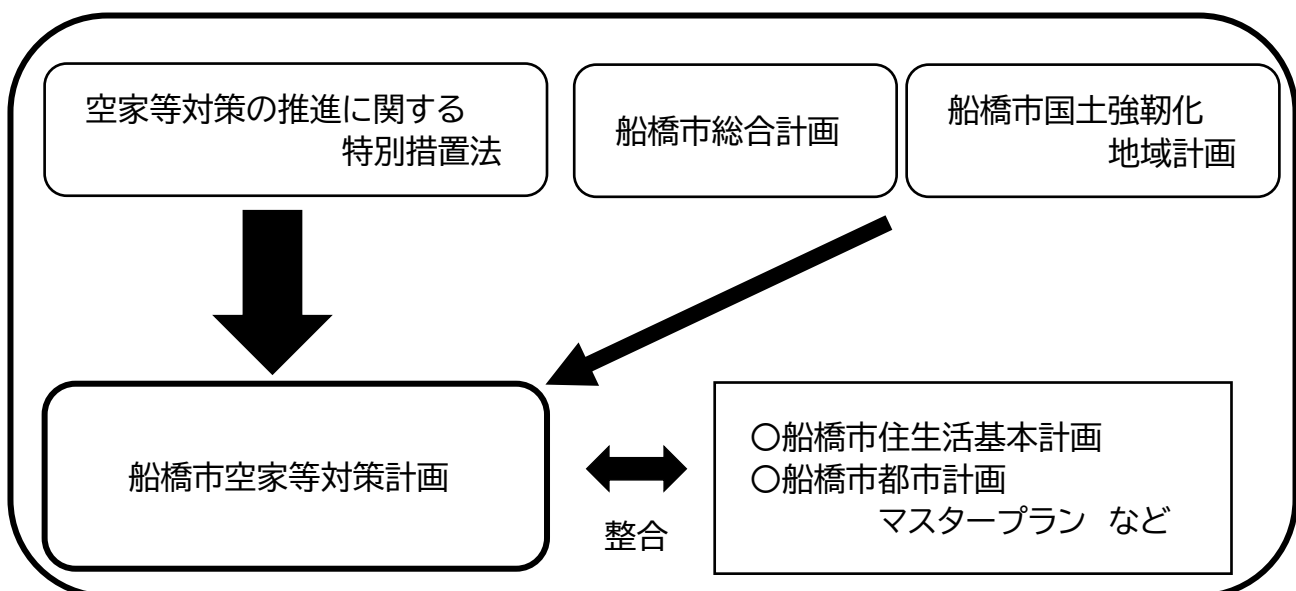 空家等対策の推進に関する
特別措置法
船橋市総合計画
船橋市国土強靭化
地域計画
船橋市空家等対策計画
整合
〇船橋市住生活基本計画
〇船橋市都市計画
マスタープラン など